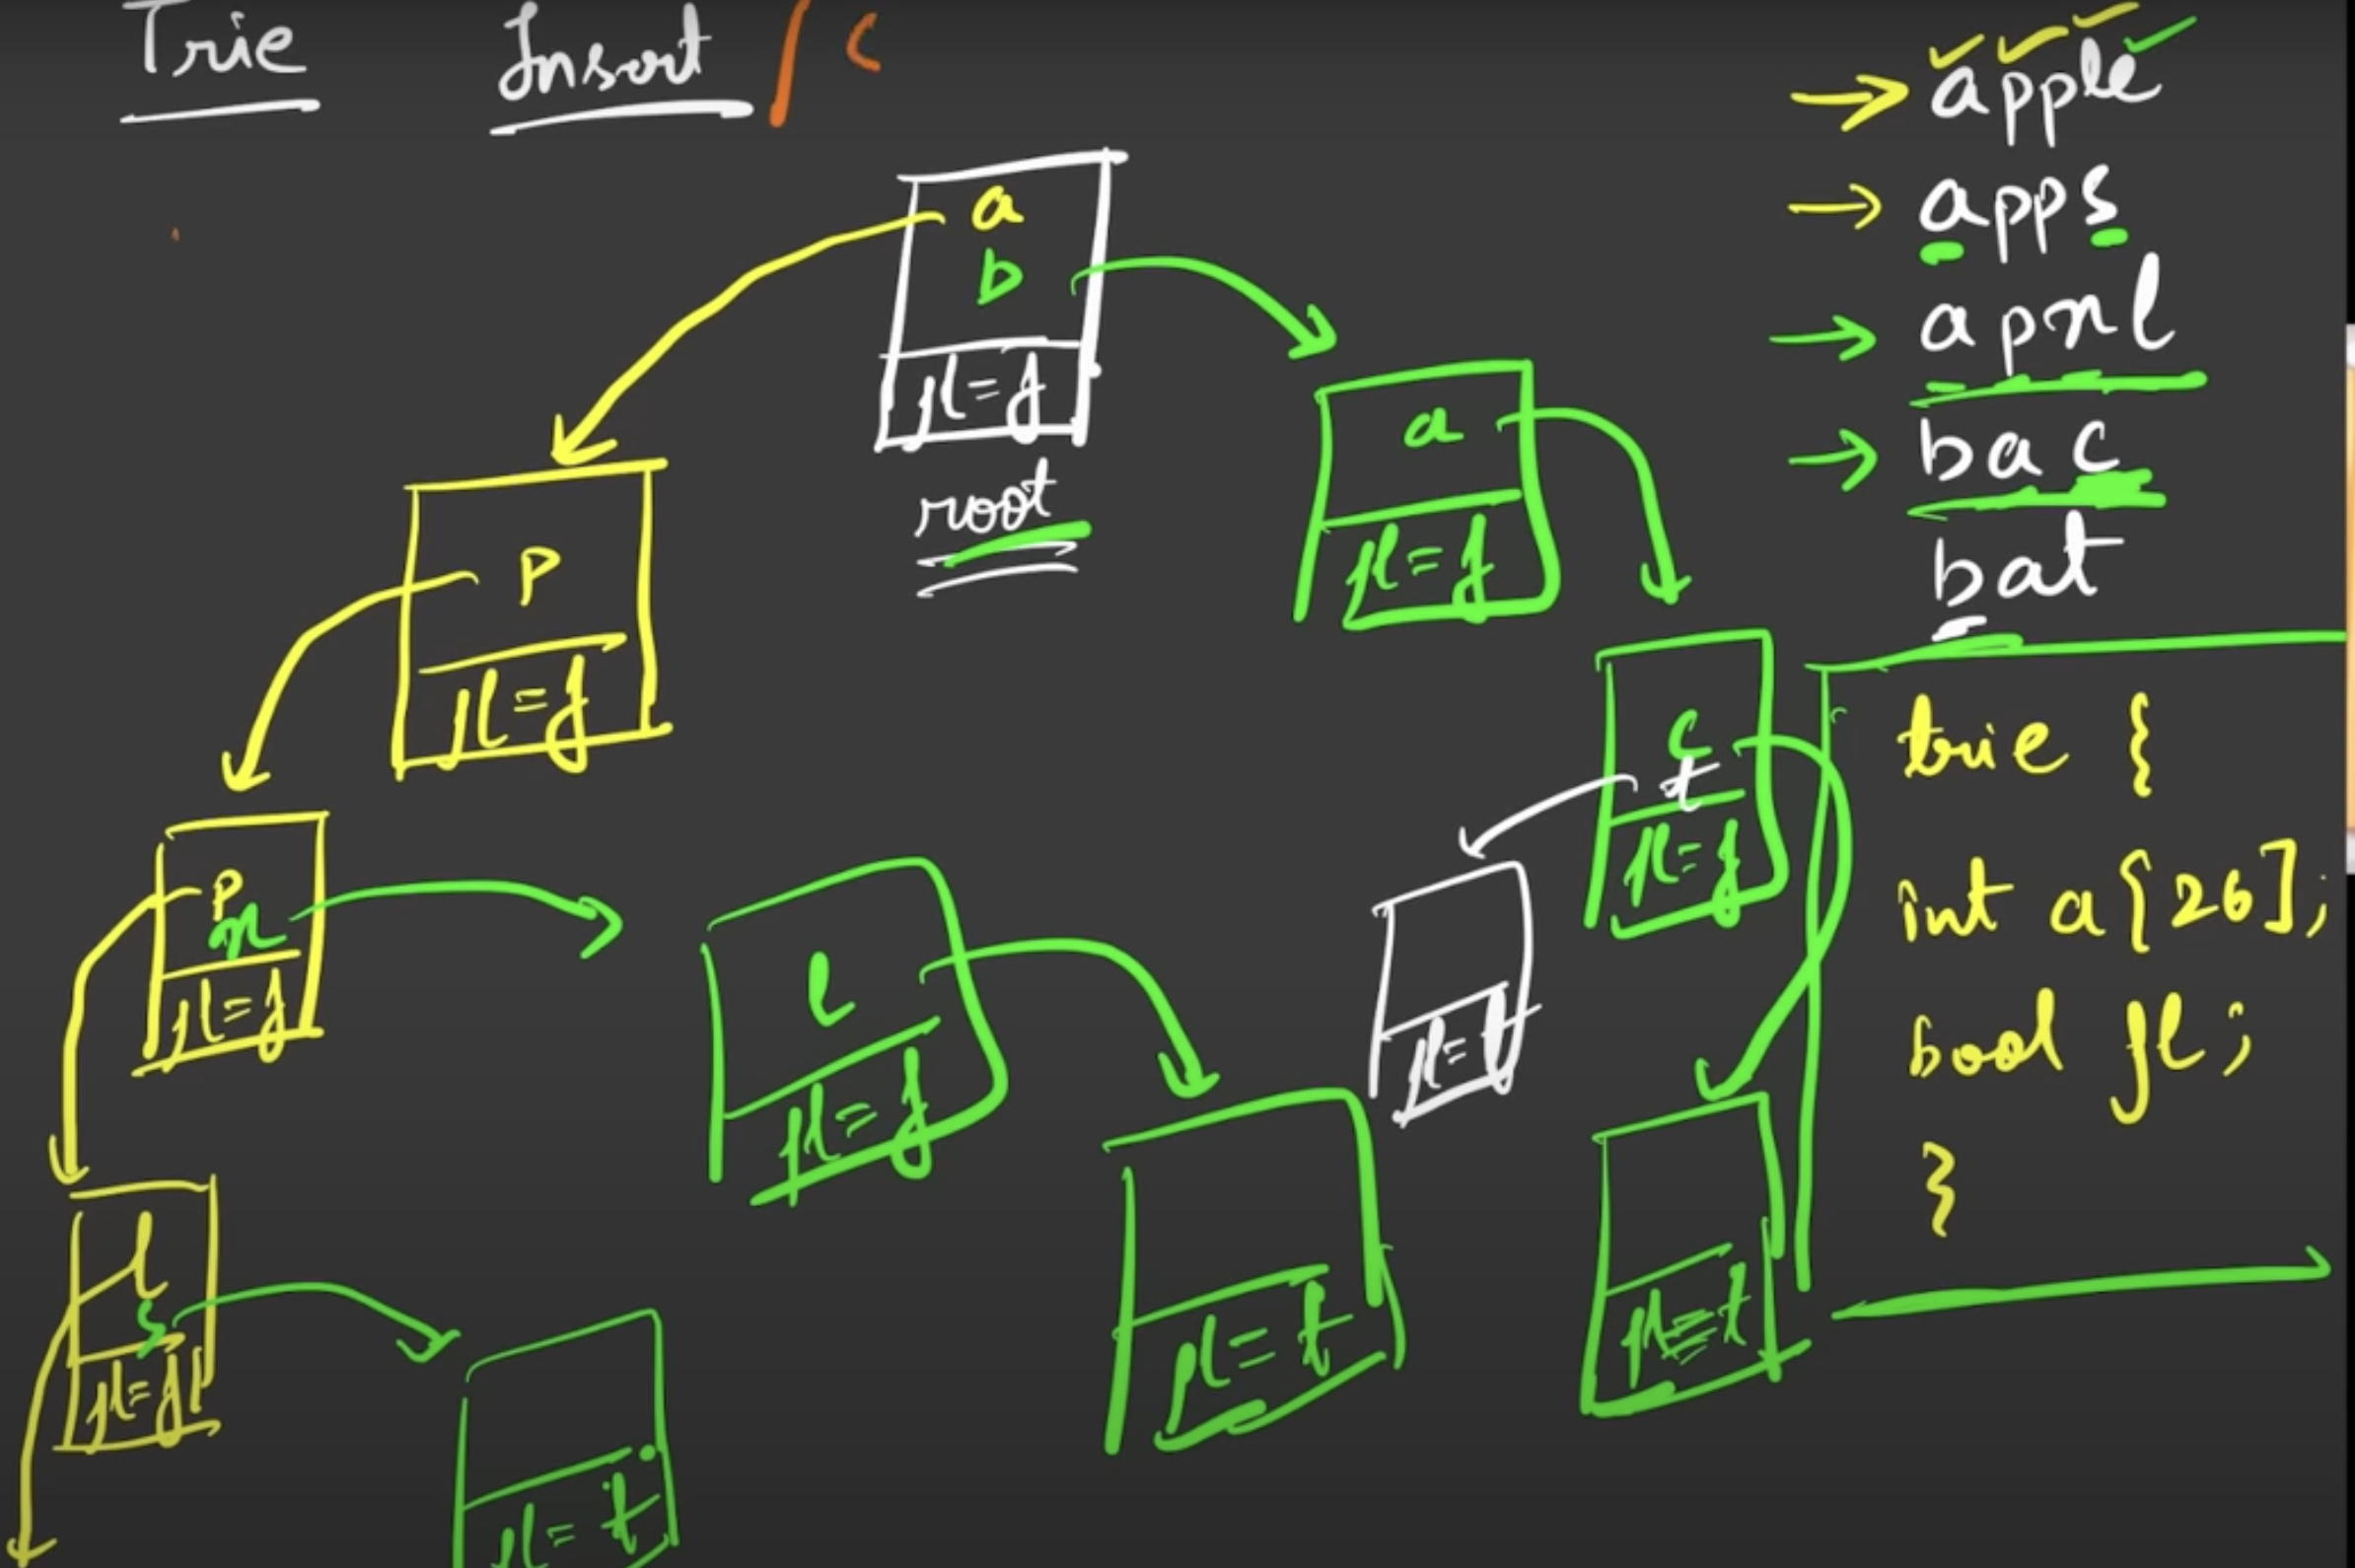 Trie Insert / c
apple
apps
apxl
bac
bat
a
b
fl = f
root
a
fl = f
p
fl = f
c
t
fl = f
trie {
int a[26];
bool fl;
}
p
x
fl = f
l
fl = f
fl = t
fl = t
fl = t
l
s
fl = f
fl = t